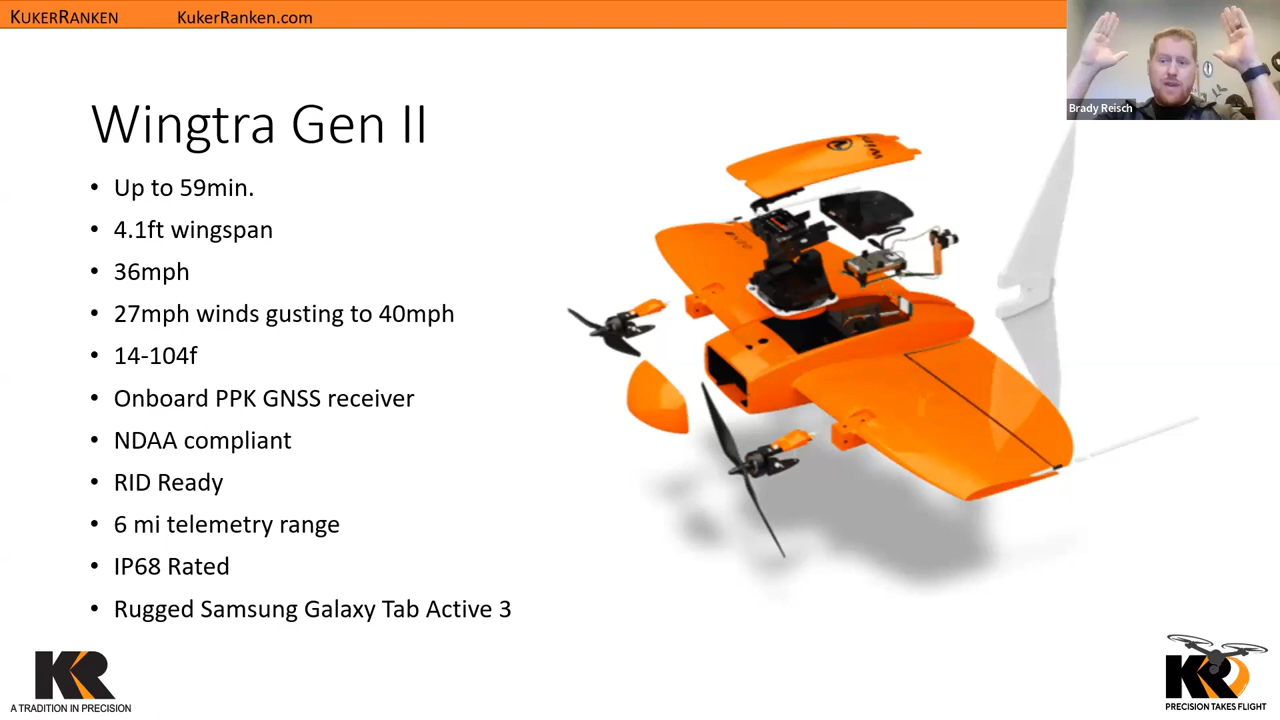 KUKERRANKEN KukerRanken.com
Brady Reisch
Wingtra Gen II
• Up to 59min.
• 4.1ft wingspan
• 36mph
• 27mph winds gusting to 40mph
• 14-104f
• Onboard PPK GNSS receiver
• NDAA compliant
• RID Ready
• 6 mi telemetry range
• IP68 Rated
• Rugged Samsung Galaxy Tab Active 3
KR
A TRADITION IN PRECISION
KR
PRECISION TAKES FLIGHT